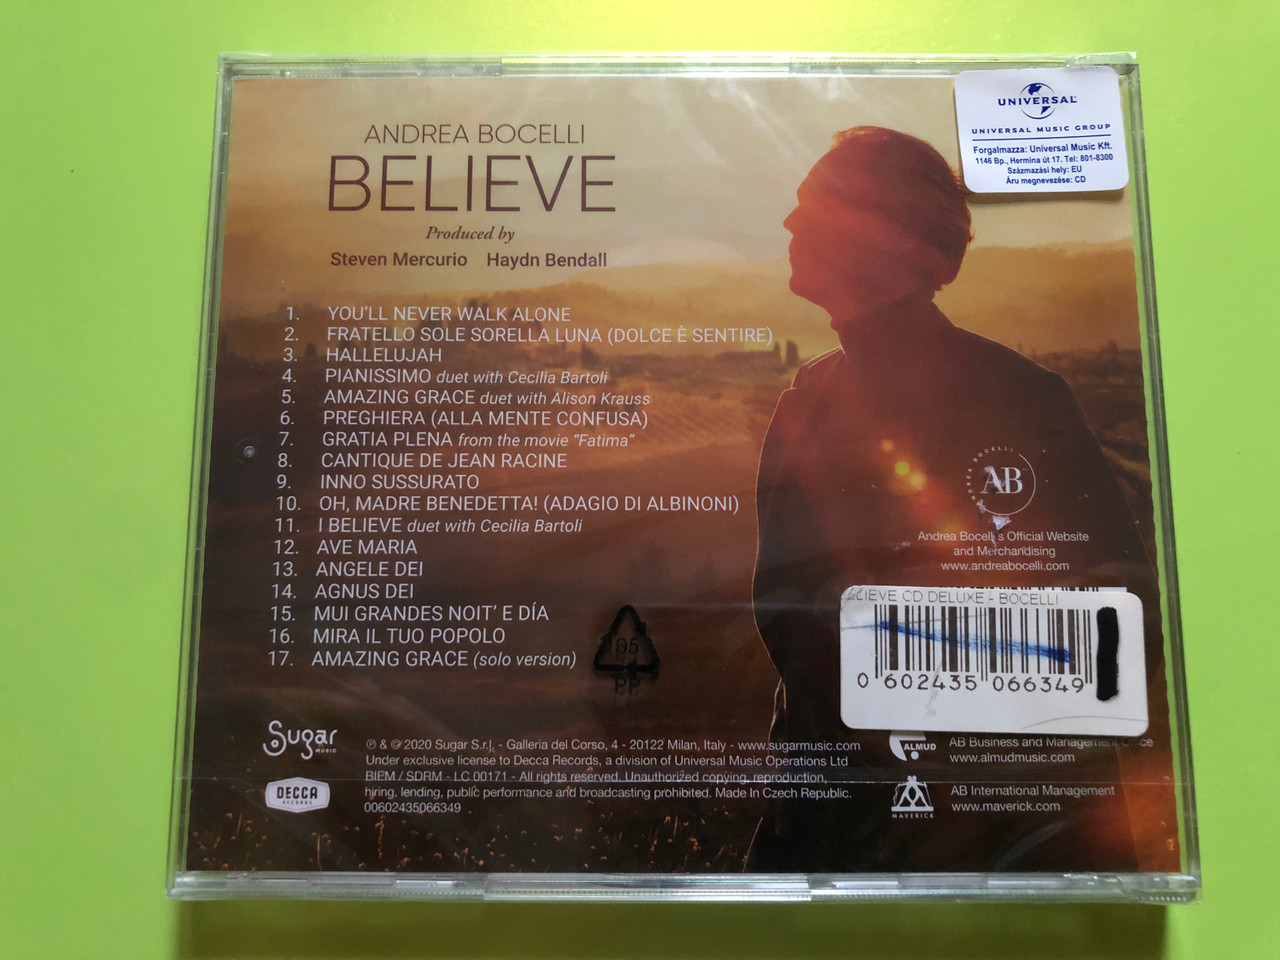 ANDREA BOCELLI
BELIEVE
Produced by
Steven Mercurio Haydn Bendall
1. YOU'LL NEVER WALK ALONE
2. FRATELLO SOLE SORELLA LUNA (DOLCE È SENTIRE)
3. HALLELUJAH
4. PIANISSIMO duet with Cecilia Bartoli
5. AMAZING GRACE duet with Alison Krauss
6. PREGHIERA (ALLA MENTE CONFUSA)
7. GRATIA PLENA from the movie "Fatima"
8. CANTIQUE DE JEAN RACINE
9. INNO SUSSURATO
10. OH, MADRE BENEDETTA! (ADAGIO DI ALBINONI)
11. I BELIEVE duet with Cecilia Bartoli
12. AVE MARIA
13. ANGELE DEI
14. AGNUS DEI
15. MUI GRANDES NOIT' E DÍA
16. MIRA IL TUO POPOLO
17. AMAZING GRACE (solo version)
UNIVERSAL
UNIVERSAL MUSIC GROUP
Forgalmazza: Universal Music Kft.
1146 Bp., Hermina út 17. Tel: 801-8300
Származási hely: EU
Áru megnevezése: CD
ANDREA BOCELLI
AB
Andrea Bocelli's Official Website
and Merchandising
www.andreabocelli.com
CD DELUXE - BOCELLI
0 602435 066349
05
PP
Sugar
MUSIC
DECCA
RECORDS
℗ & © 2020 Sugar S.r.l. - Galleria del Corso, 4 - 20122 Milan, Italy - www.sugarmusic.com
Under exclusive license to Decca Records, a division of Universal Music Operations Ltd
BIEM / SDRM - LC 00171 - All rights reserved. Unauthorized copying, reproduction,
hiring, lending, public performance and broadcasting prohibited. Made In Czech Republic.
00602435066349
ALMUD
AB Business and Management Office
www.almudmusic.com
MAVERICK
AB International Management
www.maverick.com